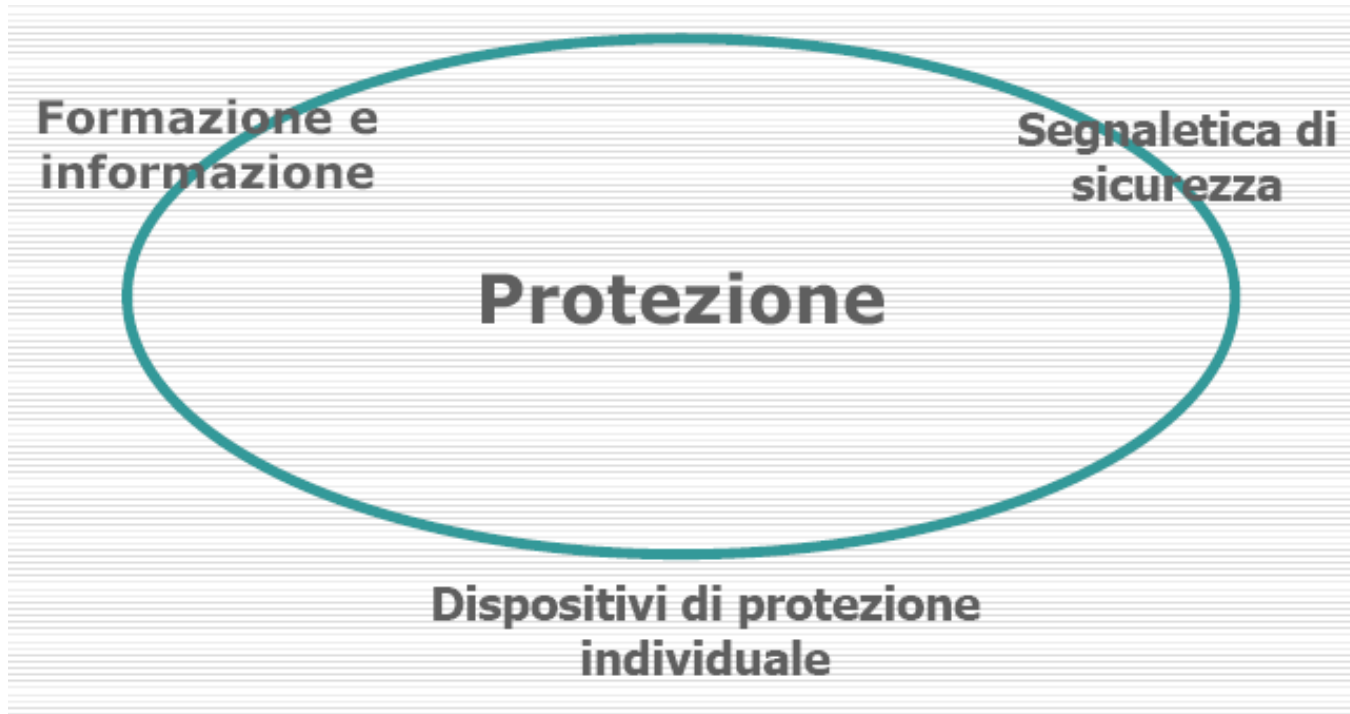 Formazione e
informazione
Segnaletica di
sicurezza
Protezione
Dispositivi di protezione
individuale